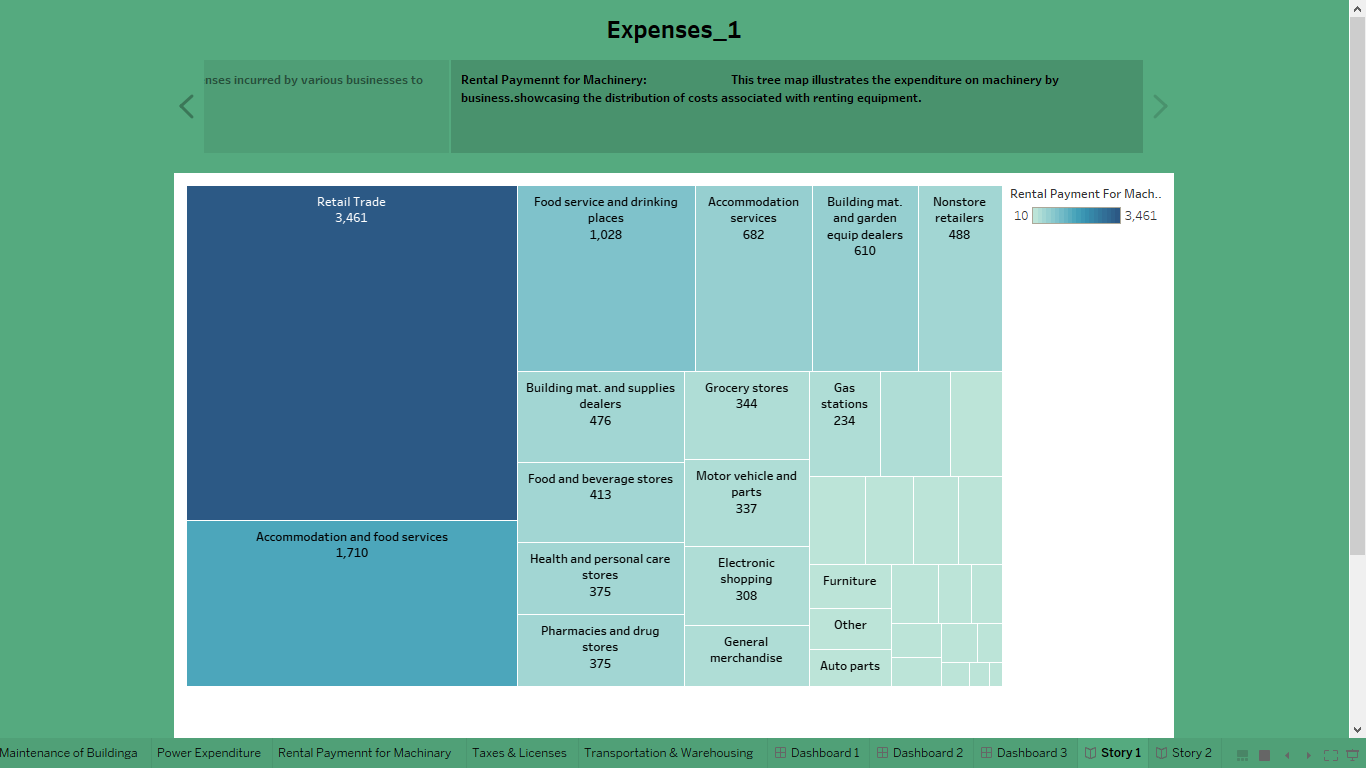 Expenses_1
nses incurred by various businesses to
Rental Paymennt for Machinery: This tree map illustrates the expenditure on machinery by
business.showcasing the distribution of costs associated with renting equipment.
Retail Trade
3,461
Accommodation and food services
1,710
Food service and drinking
places
1,028
Accommodation
services
682
Building mat.
and garden
equip dealers
610
Nonstore
retailers
488
Building mat. and supplies
dealers
476
Food and beverage stores
413
Health and personal care
stores
375
Pharmacies and drug
stores
375
Grocery stores
344
Motor vehicle and
parts
337
Electronic
shopping
308
General
merchandise
Gas
stations
234
Furniture
Other
Auto parts
Rental Payment For Mach..
10 3,461
Maintenance of Buildinga Power Expenditure Rental Paymennt for Machinary Taxes & Licenses Transportation & Warehousing Dashboard 1 Dashboard 2 Dashboard 3 Story 1 Story 2